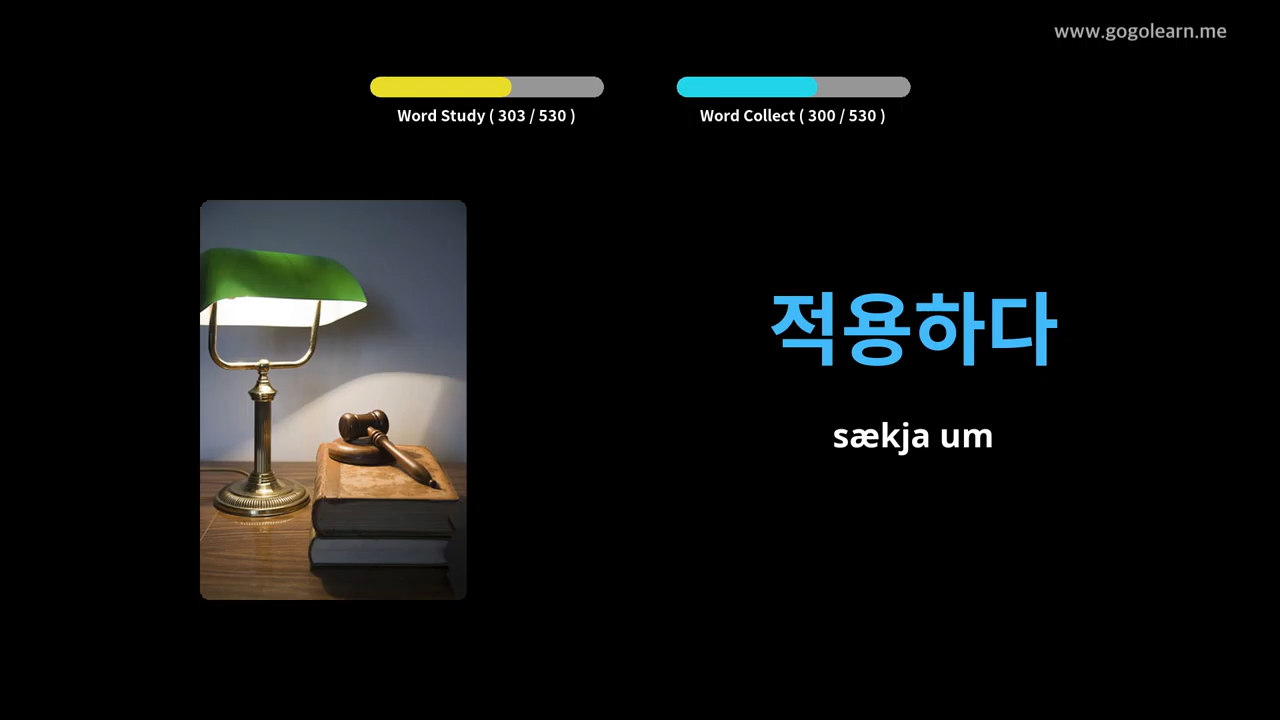 www.gogolearn.me
Word Study ( 303 / 530 )
Word Collect ( 300 / 530 )
적용하다
sækja um